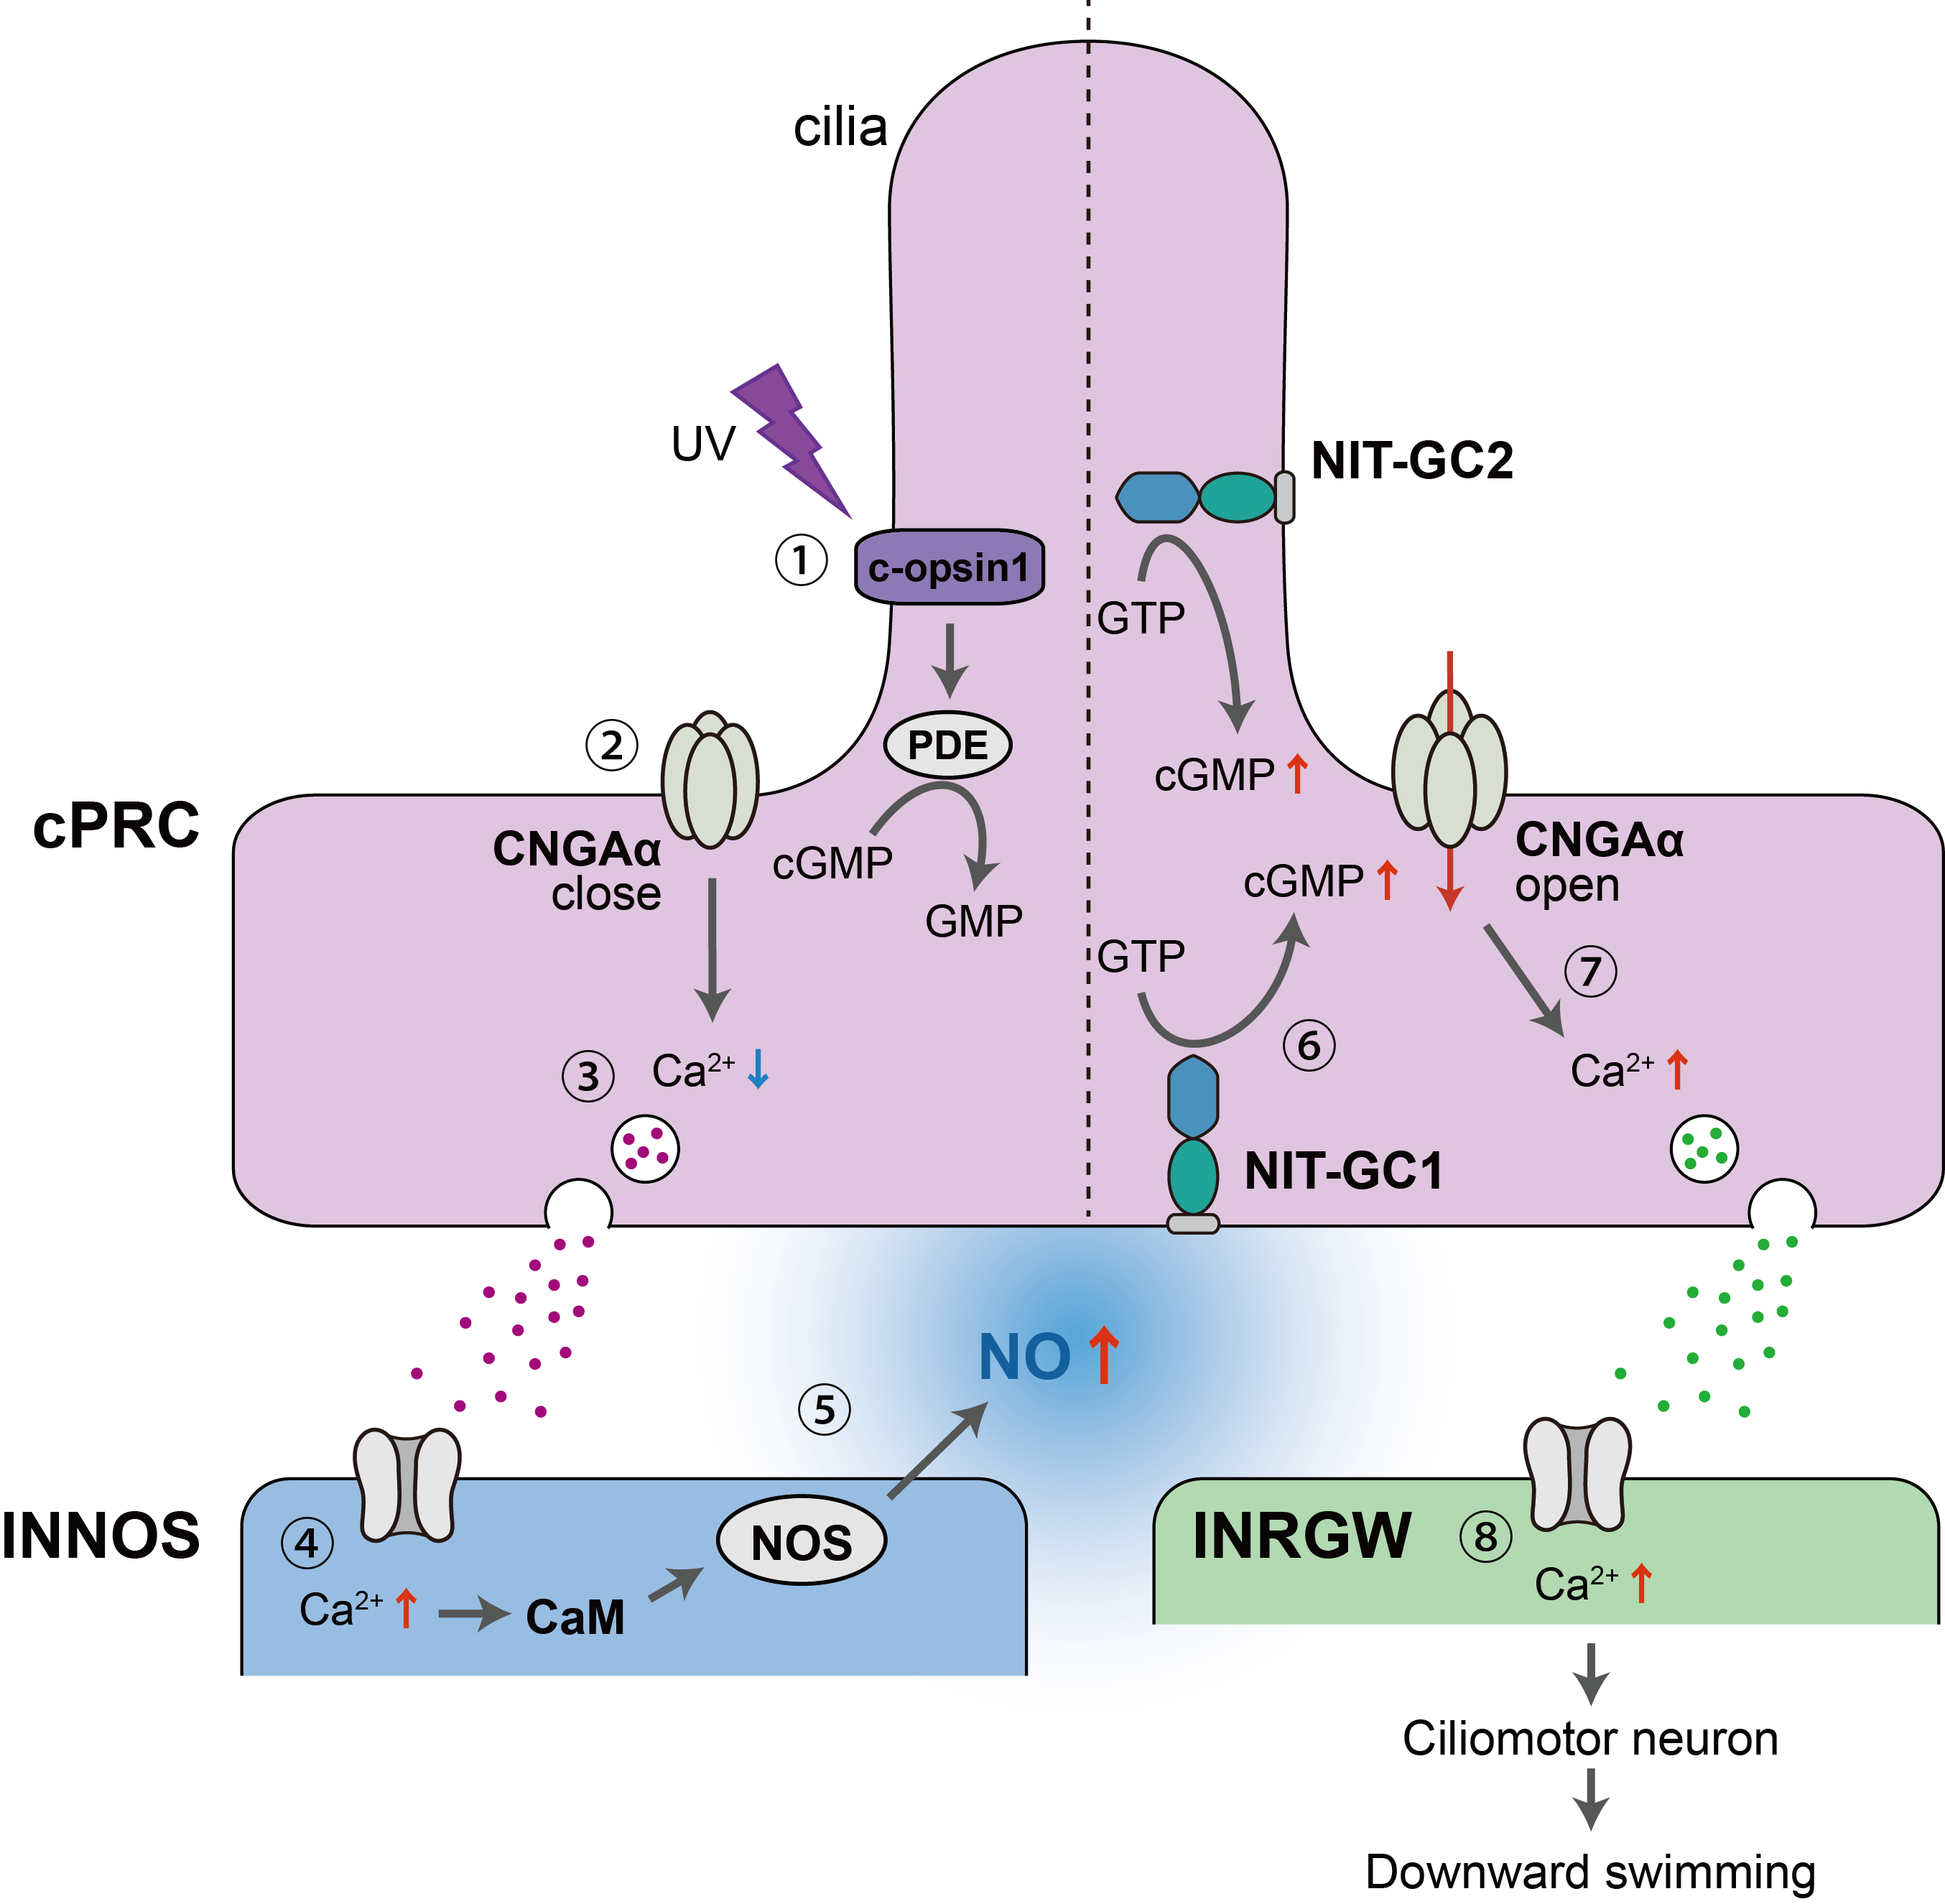 cilia
UV
NIT-GC2
①
c-opsin1
GTP
②
PDE
cGMP↑
cPRC
CNGAα
close
cGMP
GMP
CNGAα
open
cGMP↑
GTP
⑦
⑥
③
Ca²⁺↓
Ca²⁺↑
NIT-GC1
NO↑
⑤
INNOS
④
NOS
Ca²⁺↑
CaM
INRGW
⑧
Ca²⁺↑
Ciliomotor neuron
Downward swimming